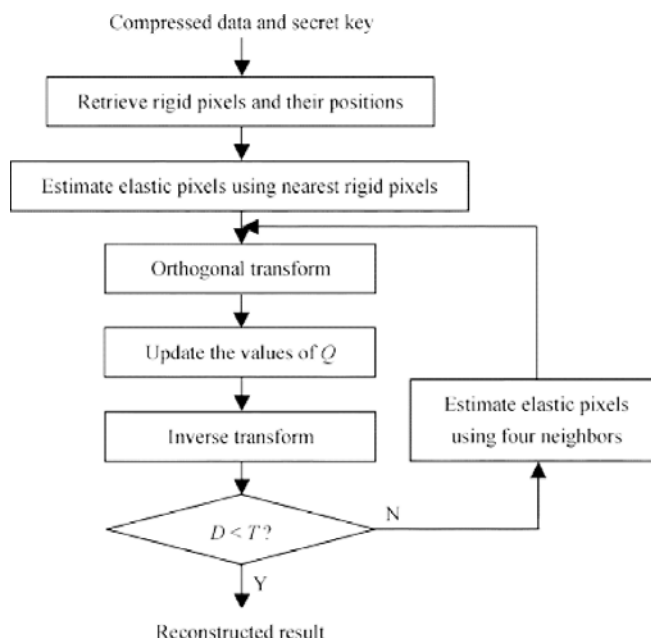 Compressed data and secret key
Retrieve rigid pixels and their positions
Estimate elastic pixels using nearest rigid pixels
Orthogonal transform
Update the values of Q
Inverse transform
Estimate elastic pixels
using four neighbors
D < T?
N
Y
Reconstructed result